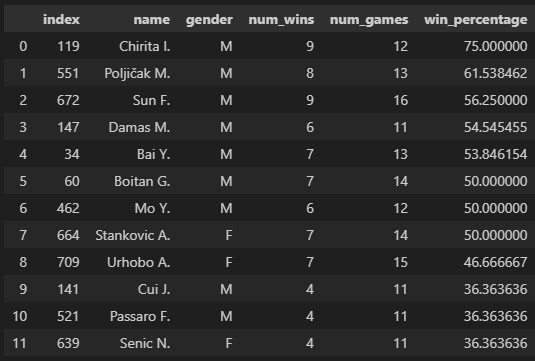 index name gender num_wins num_games win_percentage
0 119 Chirita I. M 9 12 75.000000
1 551 Poljičak M. M 8 13 61.538462
2 672 Sun F. M 9 16 56.250000
3 147 Damas M. M 6 11 54.545455
4 34 Bai Y. M 7 13 53.846154
5 60 Boitan G. M 7 14 50.000000
6 462 Mo Y. M 6 12 50.000000
7 664 Stankovic A. F 7 14 50.000000
8 709 Urhobo A. F 7 15 46.666667
9 141 Cui J. M 4 11 36.363636
10 521 Passaro F. M 4 11 36.363636
11 639 Senic N. F 4 11 36.363636